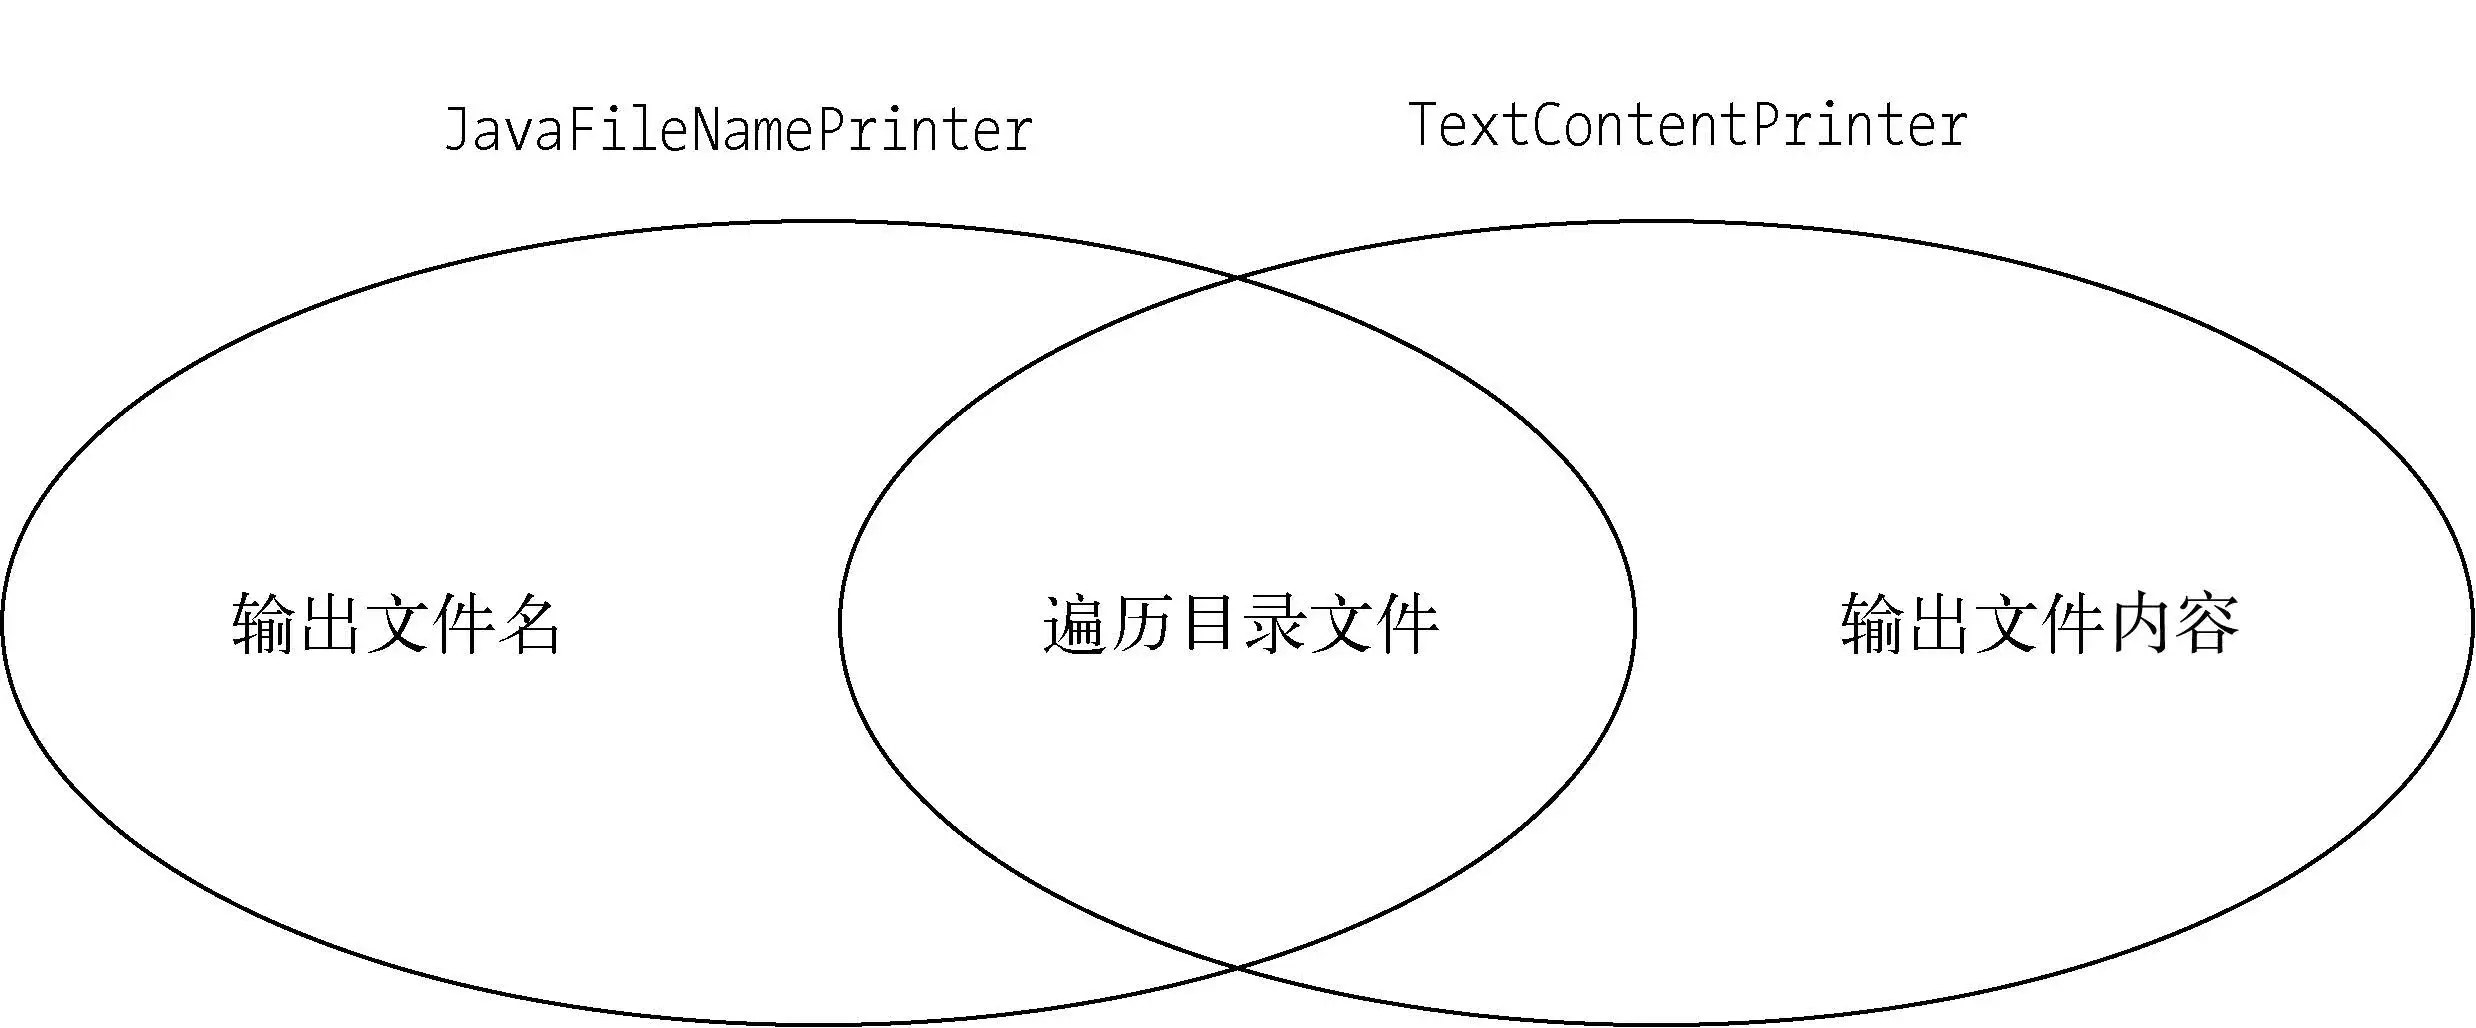 JavaFileNamePrinter
TextContentPrinter
输出文件名
遍历目录文件
输出文件内容